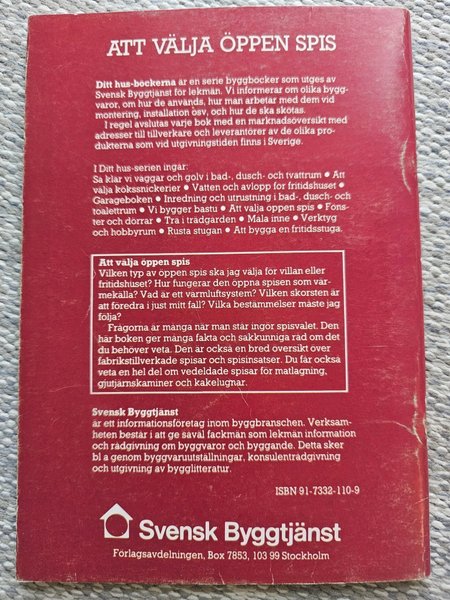 ATT VÄLJA ÖPPEN SPIS
Ditt hus-böckerna är en serie byggböcker som utges av
Svensk Byggtjänst för lekmän. Vi informerar om olika bygg-
varor, om hur de används, hur man arbetar med dem vid
montering, installation osv, och hur de ska skötas.
I regel avslutas varje bok med en marknadsöversikt med
adresser till tillverkare och leverantörer av de olika pro-
dukterna som vid utgivningstiden finns i Sverige.
I Ditt hus-serien ingår:
Så klär vi väggar och golv i bad-, dusch- och tvättrum ● Att
välja kökssnickerier ● Vatten och avlopp för fritidshuset ●
Garageboken ● Inredning och utrustning i bad-, dusch- och
toalettrum ● Vi bygger bastu ● Att välja öppen spis ● Föns-
ter och dörrar ● Trä i trädgården ● Måla inne ● Verktyg
och hobbyrum ● Rusta stugan ● Att bygga en fritidsstuga.
Att välja öppen spis
Vilken typ av öppen spis ska jag välja för villan eller
fritidshuset? Hur fungerar den öppna spisen som vär-
mekälla? Vad är ett varmluftsystem? Vilken skorsten är
att föredra i just mitt fall? Vilka bestämmelser måste jag
följa?
Frågorna är många när man står inför spisvalet. Den
här boken ger många fakta och sakkunniga råd om det
du behöver veta. Den är också en bred översikt över
fabrikstillverkade spisar och spisinsatser. Du får också
veta en hel del om vedeldade spisar för matlagning,
gjutjärnskaminer och kakelugnar.
Svensk Byggtjänst
är ett informationsföretag inom byggbranschen. Verksam-
heten består i att ge såväl fackmän som lekmän information
och rådgivning om byggvaror och byggande. Detta sker
bl a genom byggvaruutställningar, konsulentrådgivning
och utgivning av bygglitteratur.
ISBN 91-7332-110-9
Svensk Byggtjänst
Förlagsavdelningen, Box 7853, 103 99 Stockholm